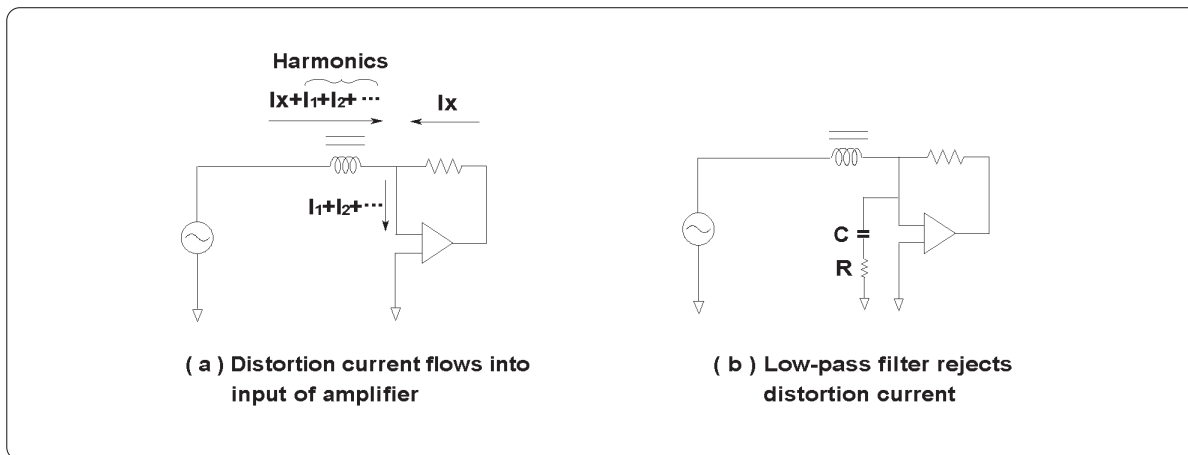 Harmonics
Ix+I1+I2+ ···
Ix
I1+I2+ ···
( a ) Distortion current flows into
input of amplifier
C
R
( b ) Low-pass filter rejects
distortion current